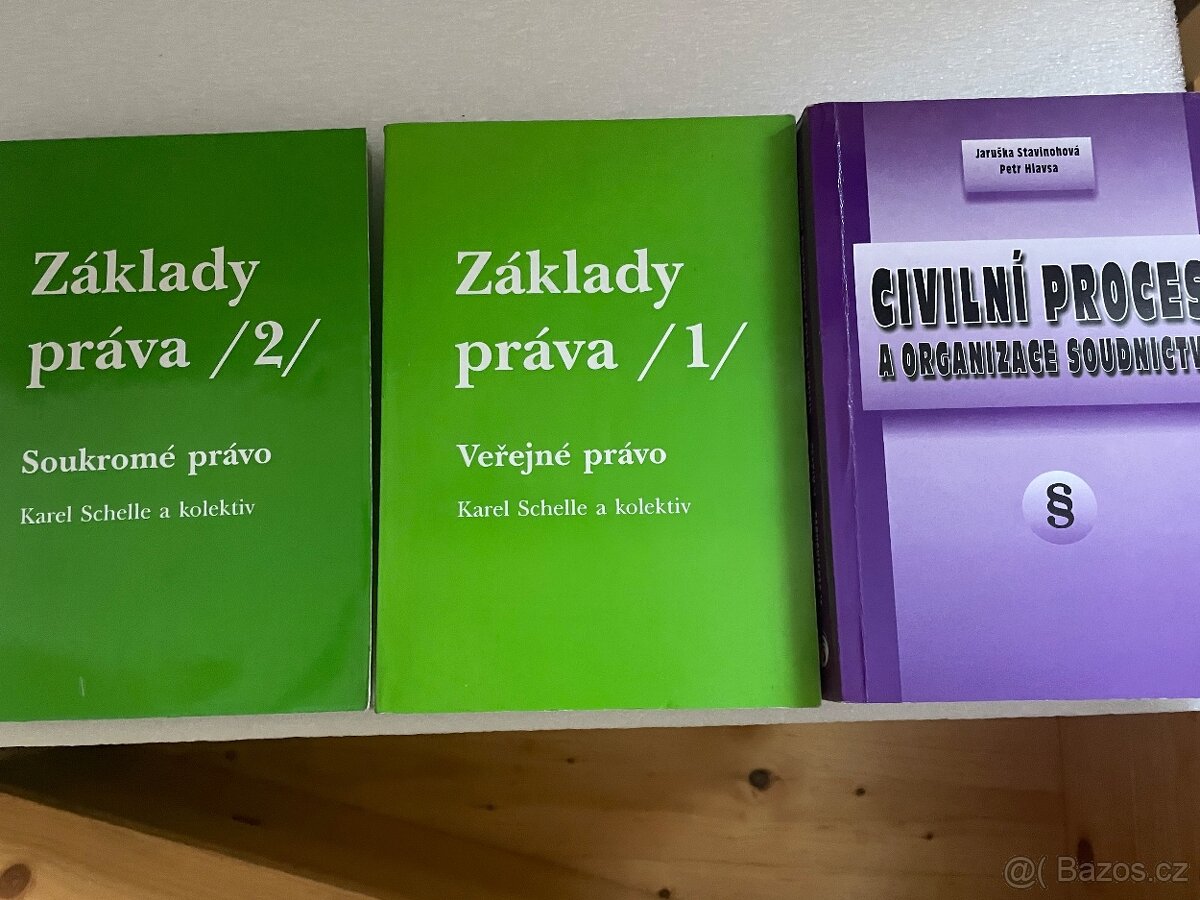 Základy
práva /2/
Soukromé právo
Karel Schelle a kolektiv
Základy
práva /1/
Veřejné právo
Karel Schelle a kolektiv
Jaruška Stavinohová
Petr Hlavsa
CIVILNÍ PROCES
A ORGANIZACE SOUDNICTV
§
@( Bazos.cz